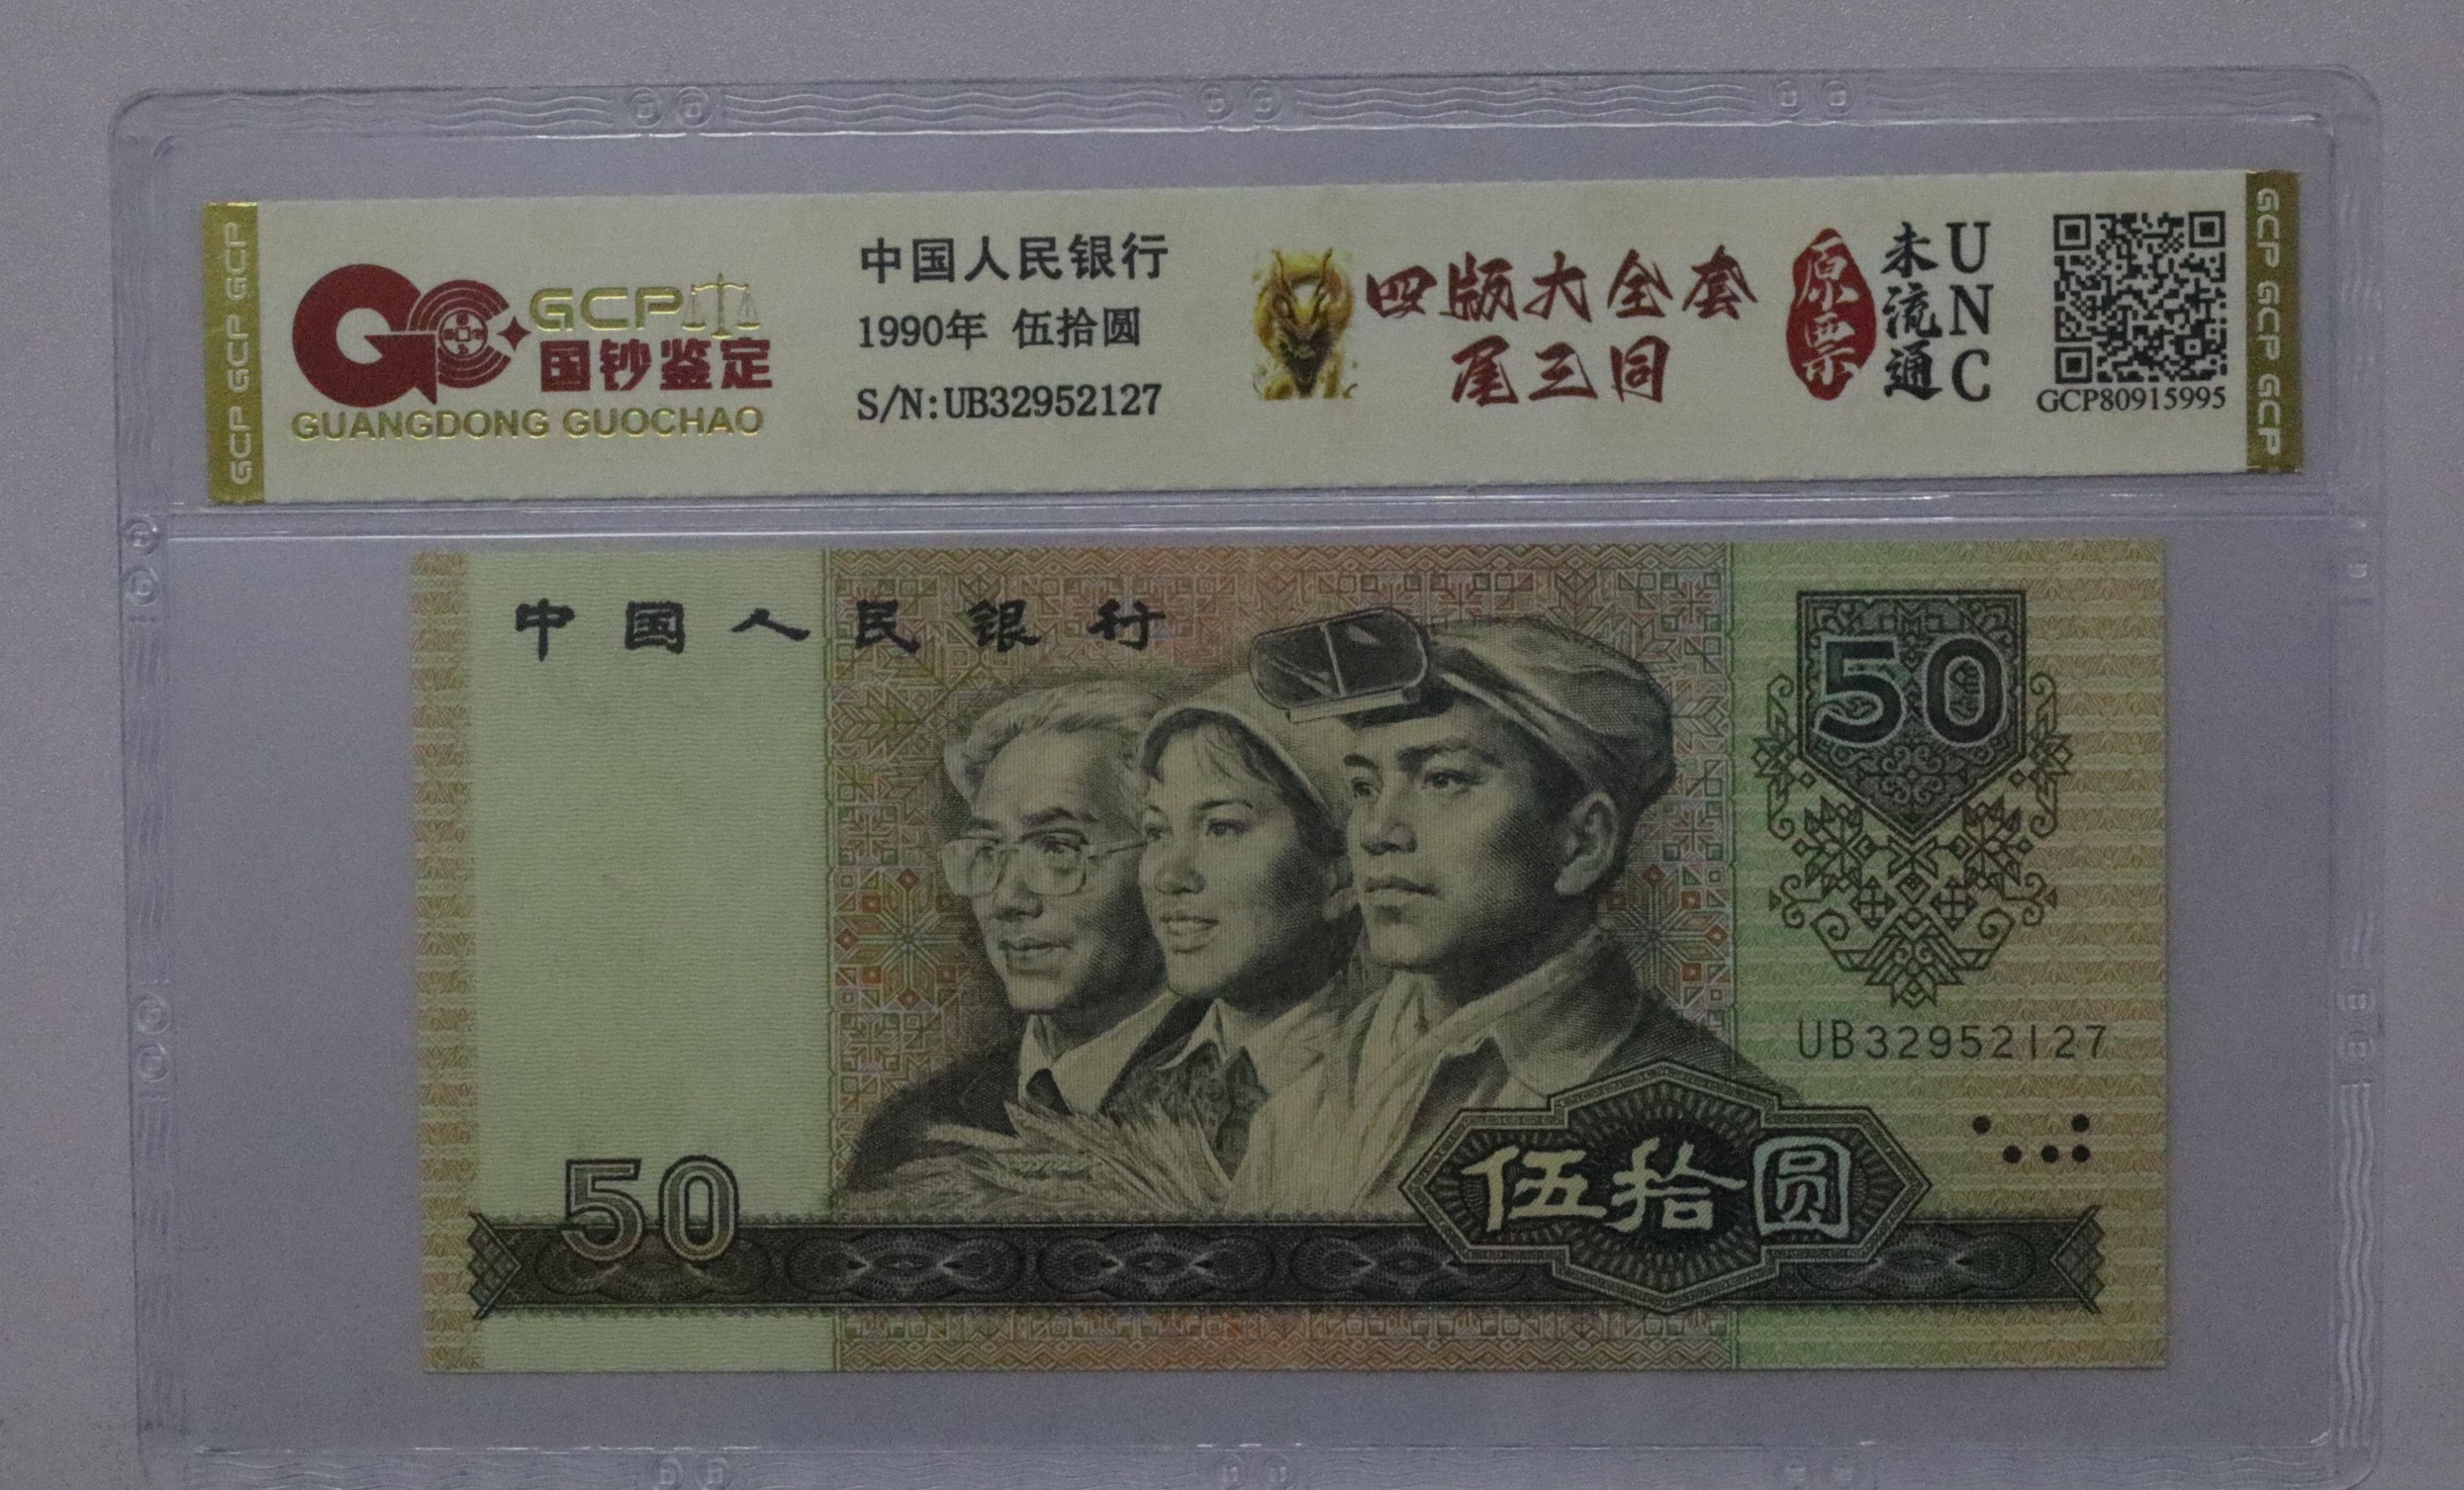 GCP GCP GCP
GCP
国钞鉴定
GUANGDONG GUOCHAO
中国人民银行
1990年 伍拾圆
S/N:UB32952127
四版大全套
尾三同
原票
未流通
UNC
GCP80915995
GCP GCP GCP
中国人民银行
50
UB32952127
50
伍拾圆